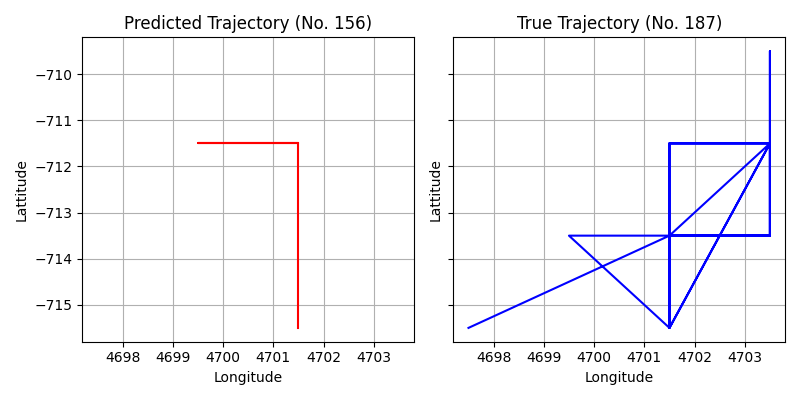 Predicted Trajectory (No. 156)
True Trajectory (No. 187)
−710
−711
−712
−713
−714
−715
Lattitude
Lattitude
4698 4699 4700 4701 4702 4703
4698 4699 4700 4701 4702 4703
Longitude
Longitude